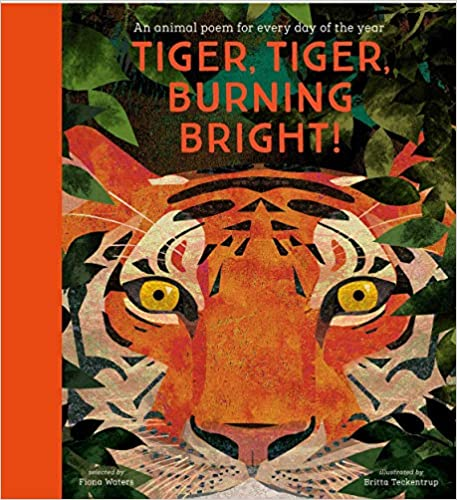 An animal poem for every day of the year
TIGER, TIGER,
BURNING
BRIGHT!
selected by
Fiona Waters
illustrated by
Britta Teckentrup